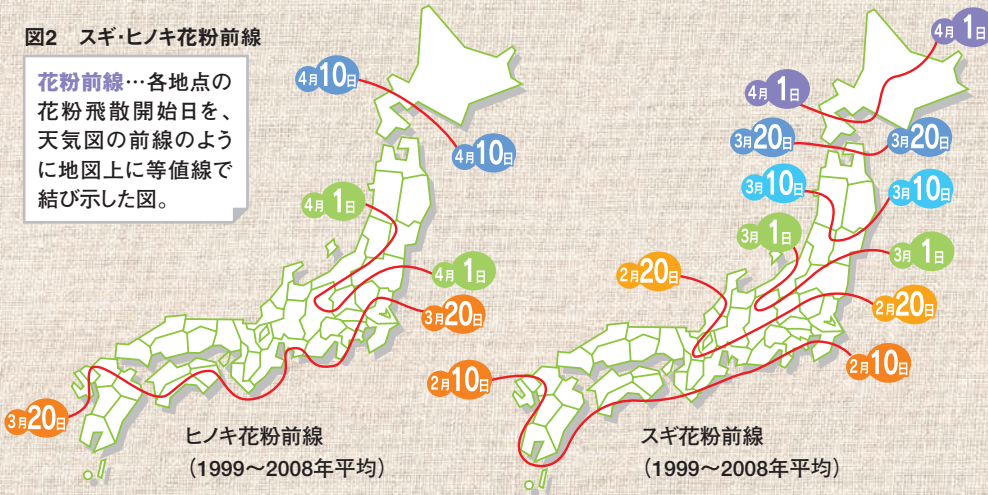 図2 スギ・ヒノキ花粉前線
花粉前線…各地点の
花粉飛散開始日を、
天気図の前線のよう
に地図上に等値線で
結び示した図。
4月10日
4月10日
4月1日
4月1日
3月20日
3月20日
ヒノキ花粉前線
（1999〜2008年平均）
4月1日
4月1日
3月20日
3月20日
3月10日
3月10日
3月1日
3月1日
2月20日
2月20日
2月10日
2月10日
スギ花粉前線
（1999〜2008年平均）